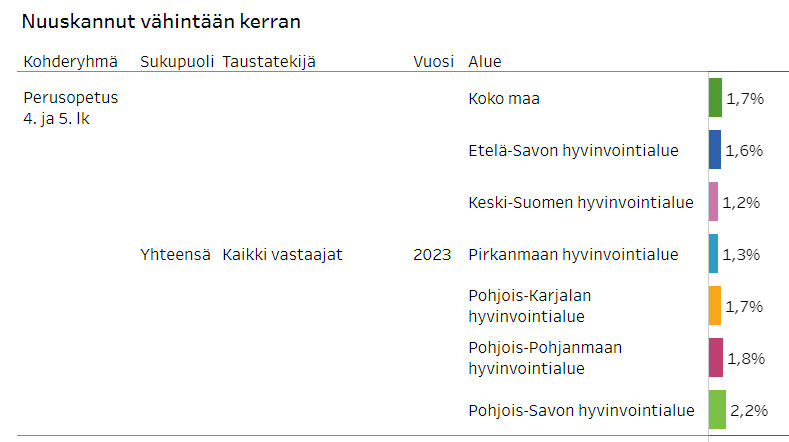 Nuuskannut vähintään kerran
Kohderyhmä Sukupuoli Taustatekijä Vuosi Alue
Perusopetus
4. ja 5. lk
Koko maa 1,7%
Etelä-Savon hyvinvointialue 1,6%
Keski-Suomen hyvinvointialue 1,2%
Yhteensä Kaikki vastaajat 2023 Pirkanmaan hyvinvointialue 1,3%
Pohjois-Karjalan
hyvinvointialue 1,7%
Pohjois-Pohjanmaan
hyvinvointialue 1,8%
Pohjois-Savon hyvinvointialue 2,2%